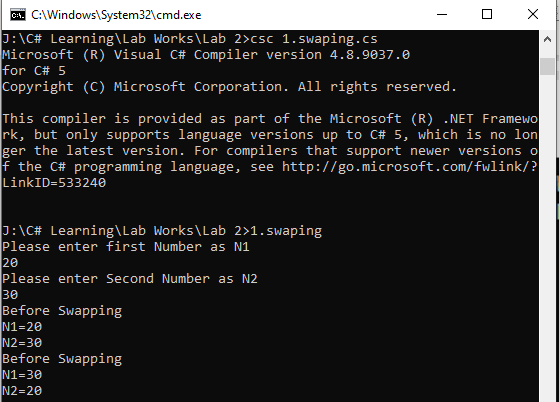 C:\Windows\System32\cmd.exe
J:\C# Learning\Lab Works\Lab 2>csc 1.swaping.cs
Microsoft (R) Visual C# Compiler version 4.8.9037.0
for C# 5
Copyright (C) Microsoft Corporation. All rights reserved.
This compiler is provided as part of the Microsoft (R) .NET Framewo
rk, but only supports language versions up to C# 5, which is no lon
ger the latest version. For compilers that support newer versions o
f the C# programming language, see http://go.microsoft.com/fwlink/?
LinkID=533240
J:\C# Learning\Lab Works\Lab 2>1.swaping
Please enter first Number as N1
20
Please enter Second Number as N2
30
Before Swapping
N1=20
N2=30
Before Swapping
N1=30
N2=20